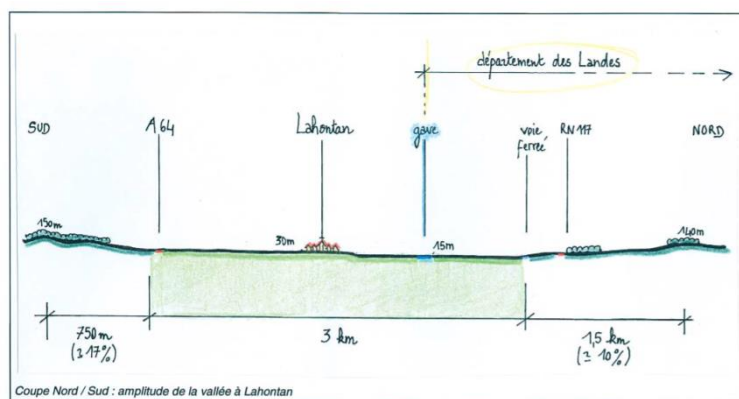 département des Landes
SUD
A 64
Lahontan
gave
voie
ferrée
RN 117
NORD
150m
30m
15m
140m
750m
(± 17%)
3 km
1,5 km
(± 10%)
Coupe Nord / Sud : amplitude de la vallée à Lahontan